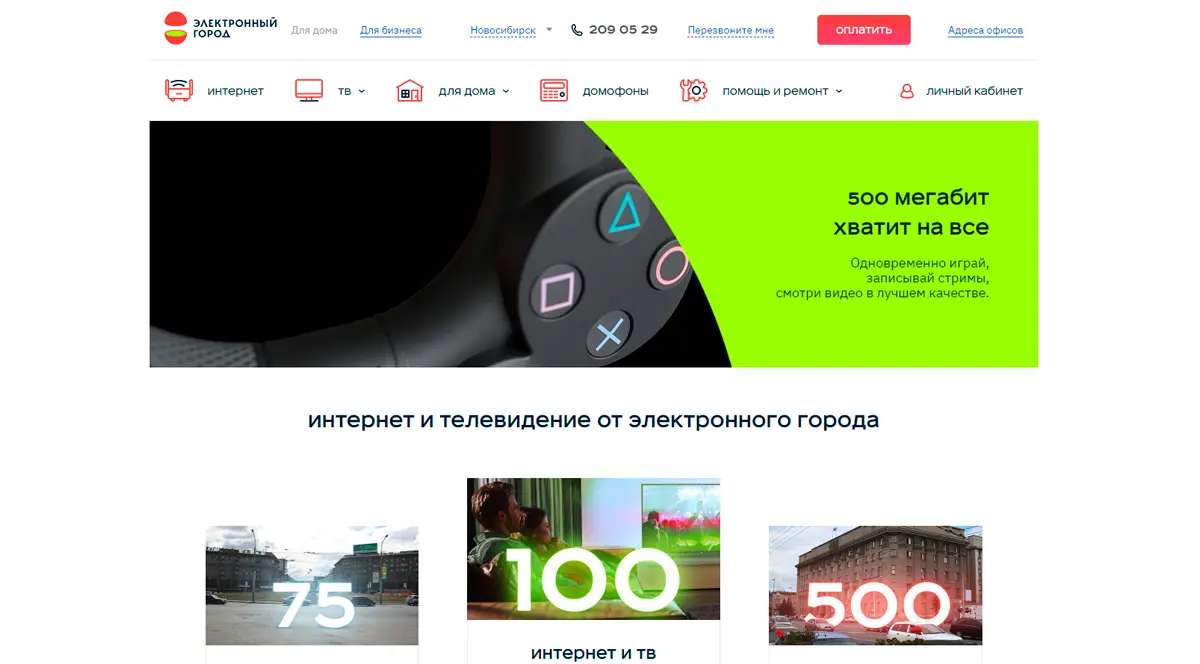 ЭЛЕКТРОННЫЙ
ГОРОД
Для дома
Для бизнеса
Новосибирск
209 05 29
Перезвоните мне
оплатить
Адреса офисов
интернет
тв
для дома
домофоны
помощь и ремонт
личный кабинет
500 мегабит
хватит на все
Одновременно играй,
записывай стримы,
смотри видео в лучшем качестве.
интернет и телевидение от электронного города
75
100
500
интернет и тв